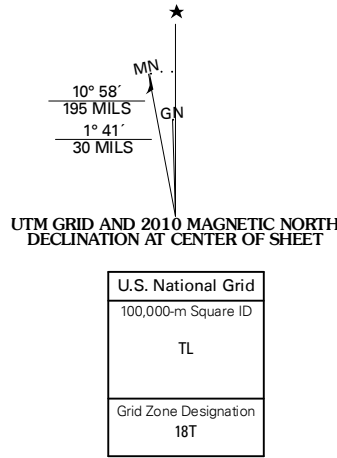 ★
MN
10° 58´
195 MILS
GN
1° 41´
30 MILS
UTM GRID AND 2010 MAGNETIC NORTH
DECLINATION AT CENTER OF SHEET
U.S. National Grid
100,000-m Square ID
TL
Grid Zone Designation
18T